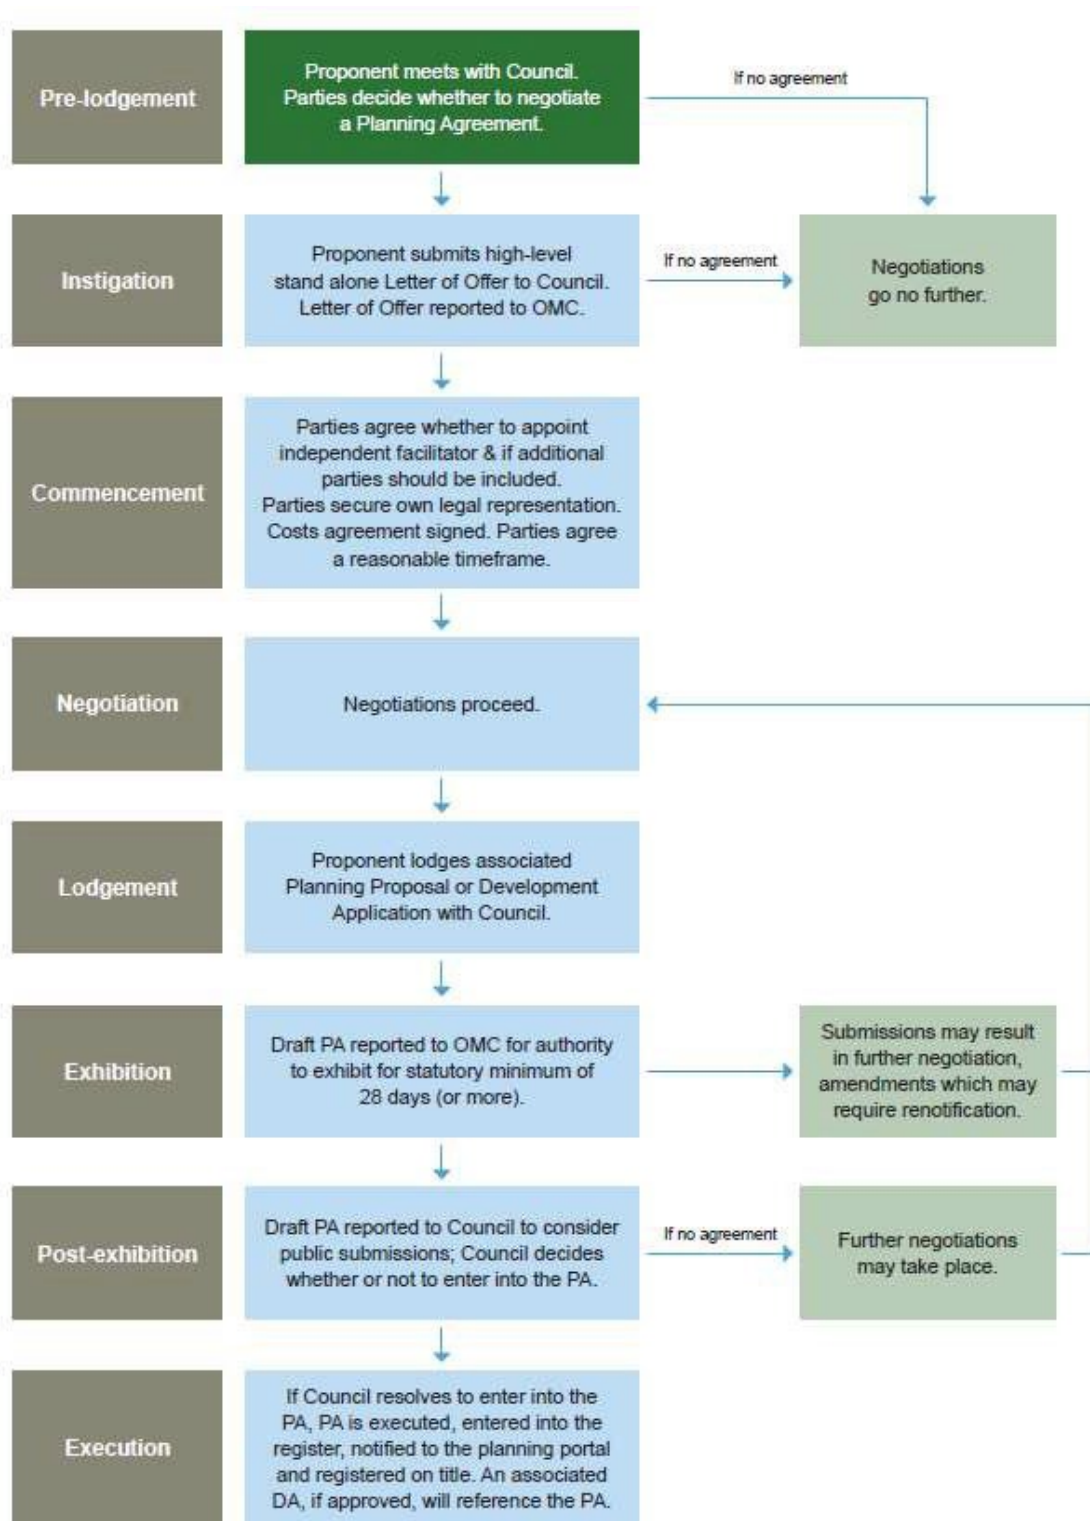 Pre-lodgement
Proponent meets with Council.
Parties decide whether to negotiate
a Planning Agreement.
If no agreement
Instigation
Proponent submits high-level
stand alone Letter of Offer to Council.
Letter of Offer reported to OMC.
If no agreement
Negotiations
go no further.
Commencement
Parties agree whether to appoint
independent facilitator & if additional
parties should be included.
Parties secure own legal representation.
Costs agreement signed. Parties agree
a reasonable timeframe.
Negotiation
Negotiations proceed.
Lodgement
Proponent lodges associated
Planning Proposal or Development
Application with Council.
Exhibition
Draft PA reported to OMC for authority
to exhibit for statutory minimum of
28 days (or more).
Submissions may result
in further negotiation,
amendments which may
require renotification.
Post-exhibition
Draft PA reported to Council to consider
public submissions; Council decides
whether or not to enter into the PA.
If no agreement
Further negotiations
may take place.
Execution
If Council resolves to enter into the
PA, PA is executed, entered into the
register, notified to the planning portal
and registered on title. An associated
DA, if approved, will reference the PA.